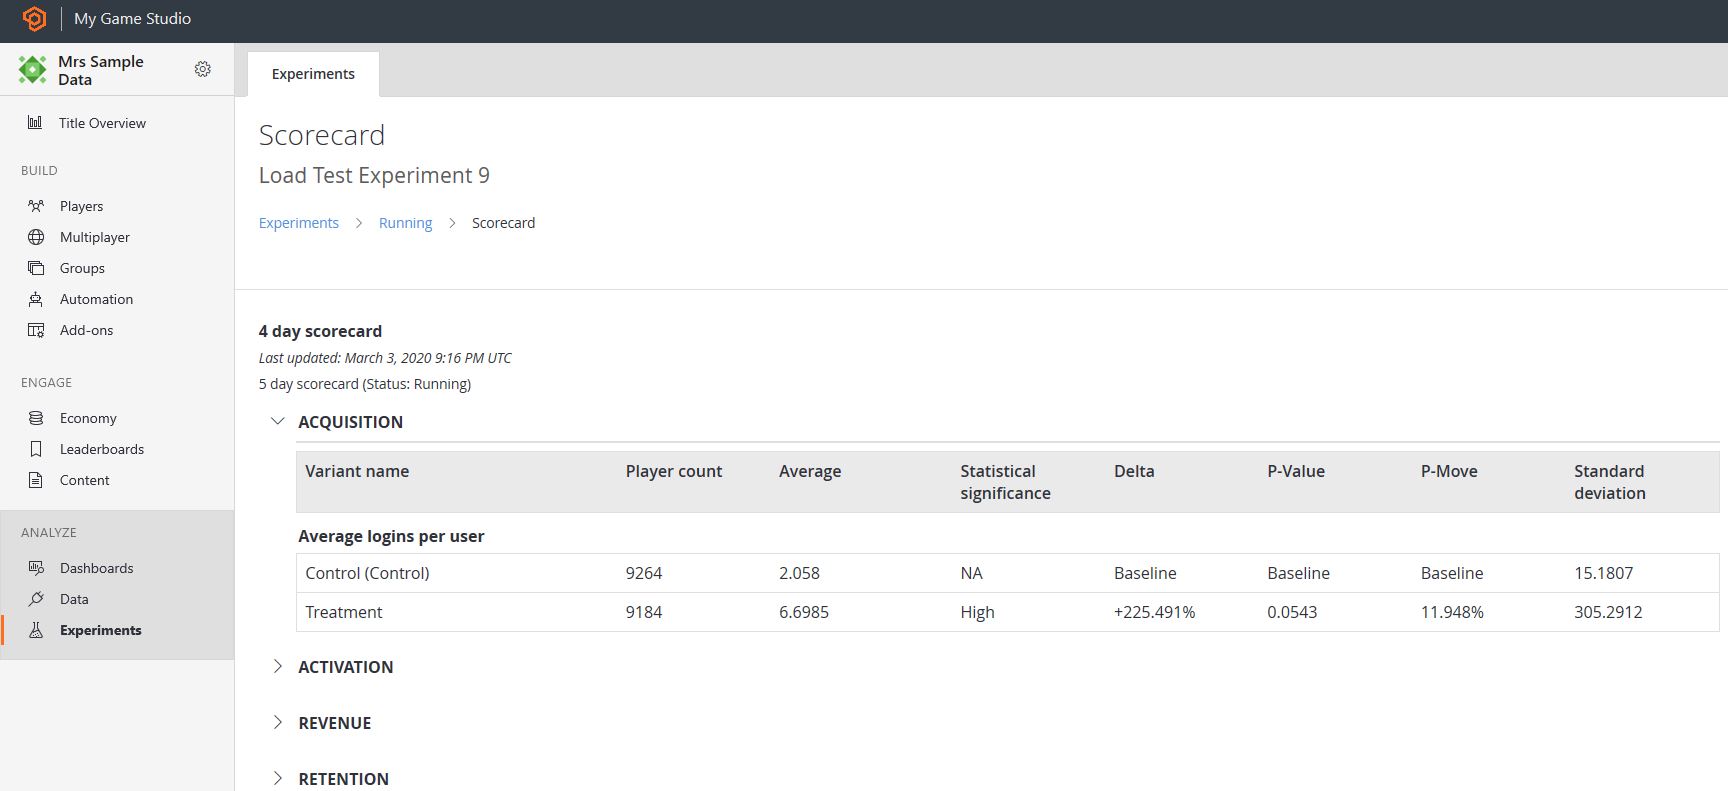 My Game Studio
Mrs Sample
Data
Title Overview
BUILD
Players
Multiplayer
Groups
Automation
Add-ons
ENGAGE
Economy
Leaderboards
Content
ANALYZE
Dashboards
Data
Experiments
Experiments
Scorecard
Load Test Experiment 9
Experiments > Running > Scorecard
4 day scorecard
Last updated: March 3, 2020 9:16 PM UTC
5 day scorecard (Status: Running)
ACQUISITION
Variant name Player count Average Statistical significance Delta P-Value P-Move Standard deviation
Average logins per user
Control (Control) 9264 2.058 NA Baseline Baseline Baseline 15.1807
Treatment 9184 6.6985 High +225.491% 0.0543 11.948% 305.2912
ACTIVATION
REVENUE
RETENTION